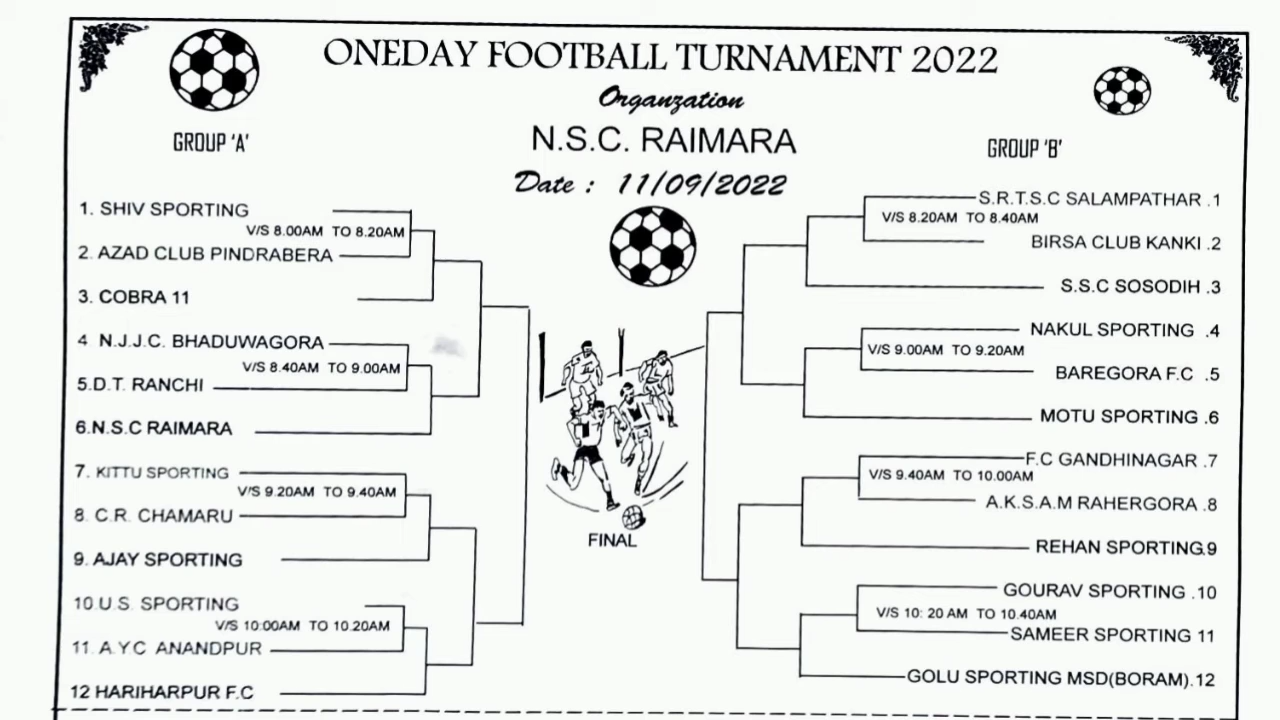 ONEDAY FOOTBALL TURNAMENT 2022
Organzation
N.S.C. RAIMARA
Date : 11/09/2022
GROUP 'A'
1. SHIV SPORTING
V/S 8.00AM TO 8.20AM
2. AZAD CLUB PINDRABERA
3. COBRA 11
4 N.J.J.C. BHADUWAGORA
V/S 8.40AM TO 9.00AM
5.D.T. RANCHI
6.N.S.C RAIMARA
7. KITTU SPORTING
V/S 9.20AM TO 9.40AM
8. C.R. CHAMARU
9. AJAY SPORTING
10.U.S. SPORTING
V/S 10:00AM TO 10.20AM
11. A.Y.C ANANDPUR
12 HARIHARPUR F.C
FINAL
GROUP 'B'
S.R.T.S.C SALAMPATHAR .1
V/S 8.20AM TO 8.40AM
BIRSA CLUB KANKI .2
S.S.C SOSODIH .3
NAKUL SPORTING .4
V/S 9.00AM TO 9.20AM
BAREGORA F.C .5
MOTU SPORTING .6
F.C GANDHINAGAR .7
V/S 9.40AM TO 10.00AM
A.K.S.A.M RAHERGORA .8
REHAN SPORTING.9
GOURAV SPORTING .10
V/S 10: 20 AM TO 10.40AM
SAMEER SPORTING 11
GOLU SPORTING MSD(BORAM).12